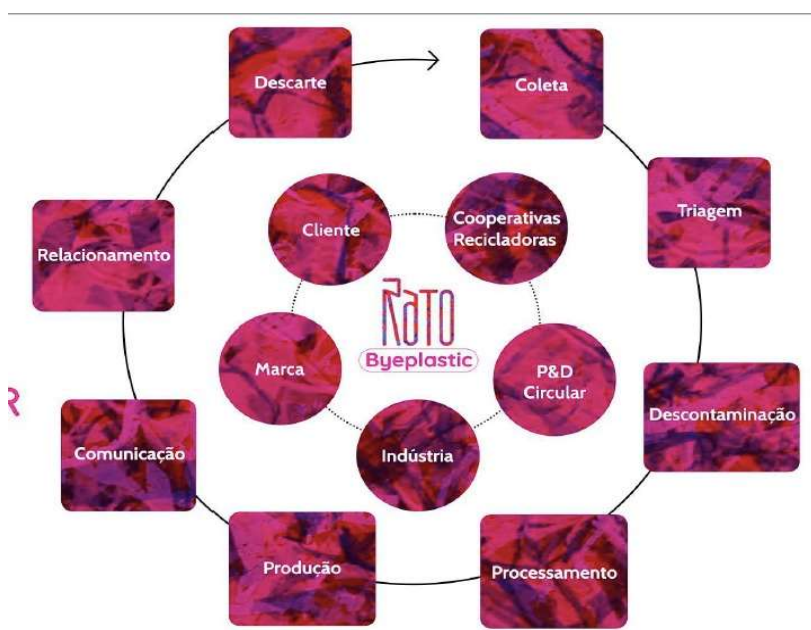 Descarte
Coleta
Triagem
Descontaminação
Processamento
Produção
Comunicação
Relacionamento
Cliente
Cooperativas
Recicladoras
P&D
Circular
Indústria
Marca
RaTO
Byeplastic
R